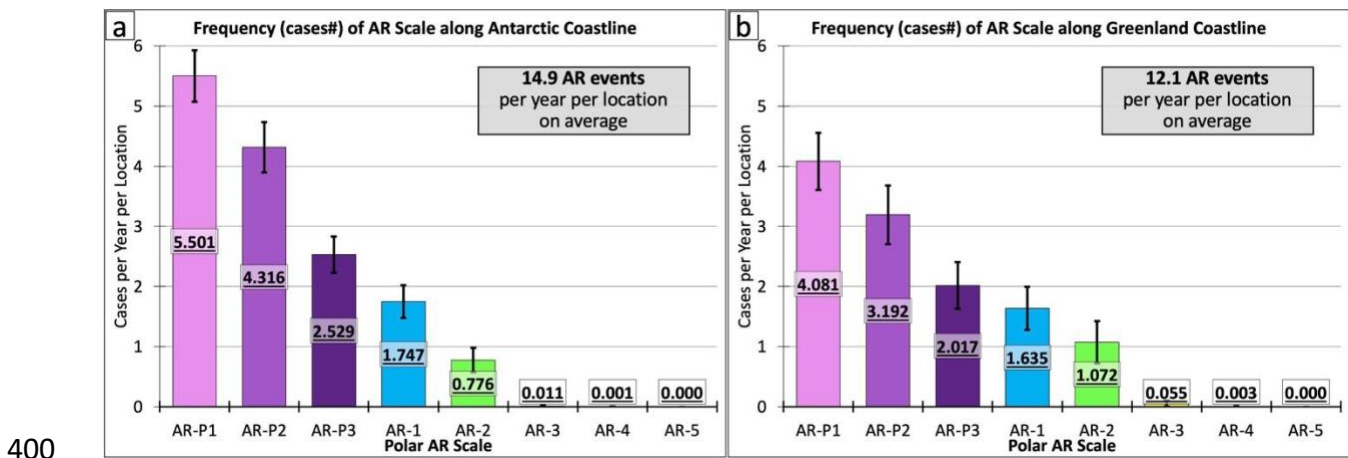 a
Frequency (cases#) of AR Scale along Antarctic Coastline
14.9 AR events
per year per location
on average
Cases per Year per Location
6
5
4
3
2
1
0
5.501
4.316
2.529
1.747
0.776
0.011
0.001
0.000
AR-P1 AR-P2 AR-P3 AR-1 AR-2 AR-3 AR-4 AR-5
Polar AR Scale
b
Frequency (cases#) of AR Scale along Greenland Coastline
12.1 AR events
per year per location
on average
Cases per Year per Location
6
5
4
3
2
1
0
4.081
3.192
2.017
1.635
1.072
0.055
0.003
0.000
AR-P1 AR-P2 AR-P3 AR-1 AR-2 AR-3 AR-4 AR-5
Polar AR Scale
400